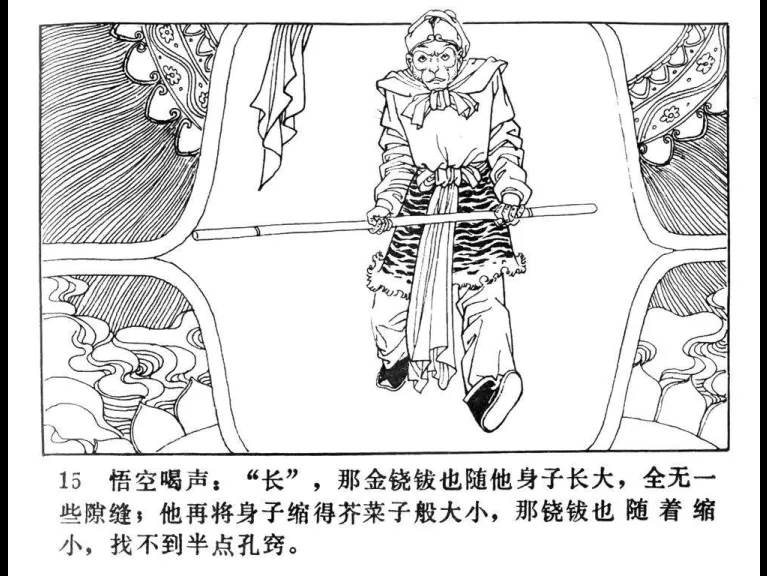 15 悟空喝声："长"，那金铙钹也随他身子长大，全无一
些隙缝；他再将身子缩得芥菜子般大小，那铙钹也随着缩
小，找不到半点孔窍。